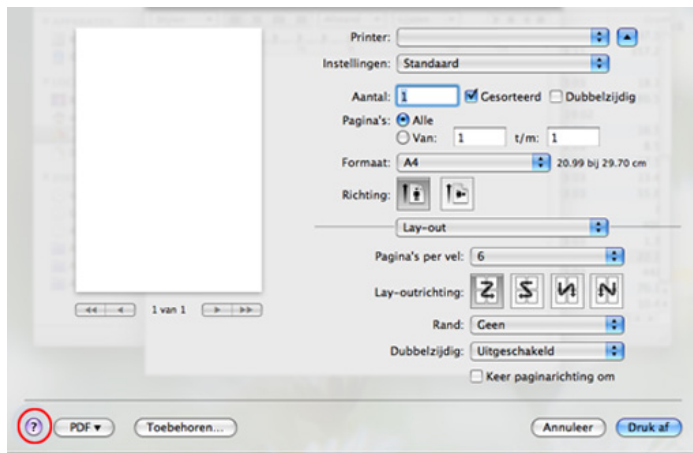 Printer:
Instellingen: Standaard
Aantal: 1 Gesorteerd Dubbelzijdig
Pagina's: Alle
Van: 1 t/m: 1
Formaat: A4 20.99 bij 29.70 cm
Richting:
Lay-out
Pagina's per vel: 6
Lay-outrichting:
Rand: Geen
Dubbelzijdig: Uitgeschakeld
Keer paginarichting om
1 van 1
? PDF▼ Toebehoren... Annuleer Druk af